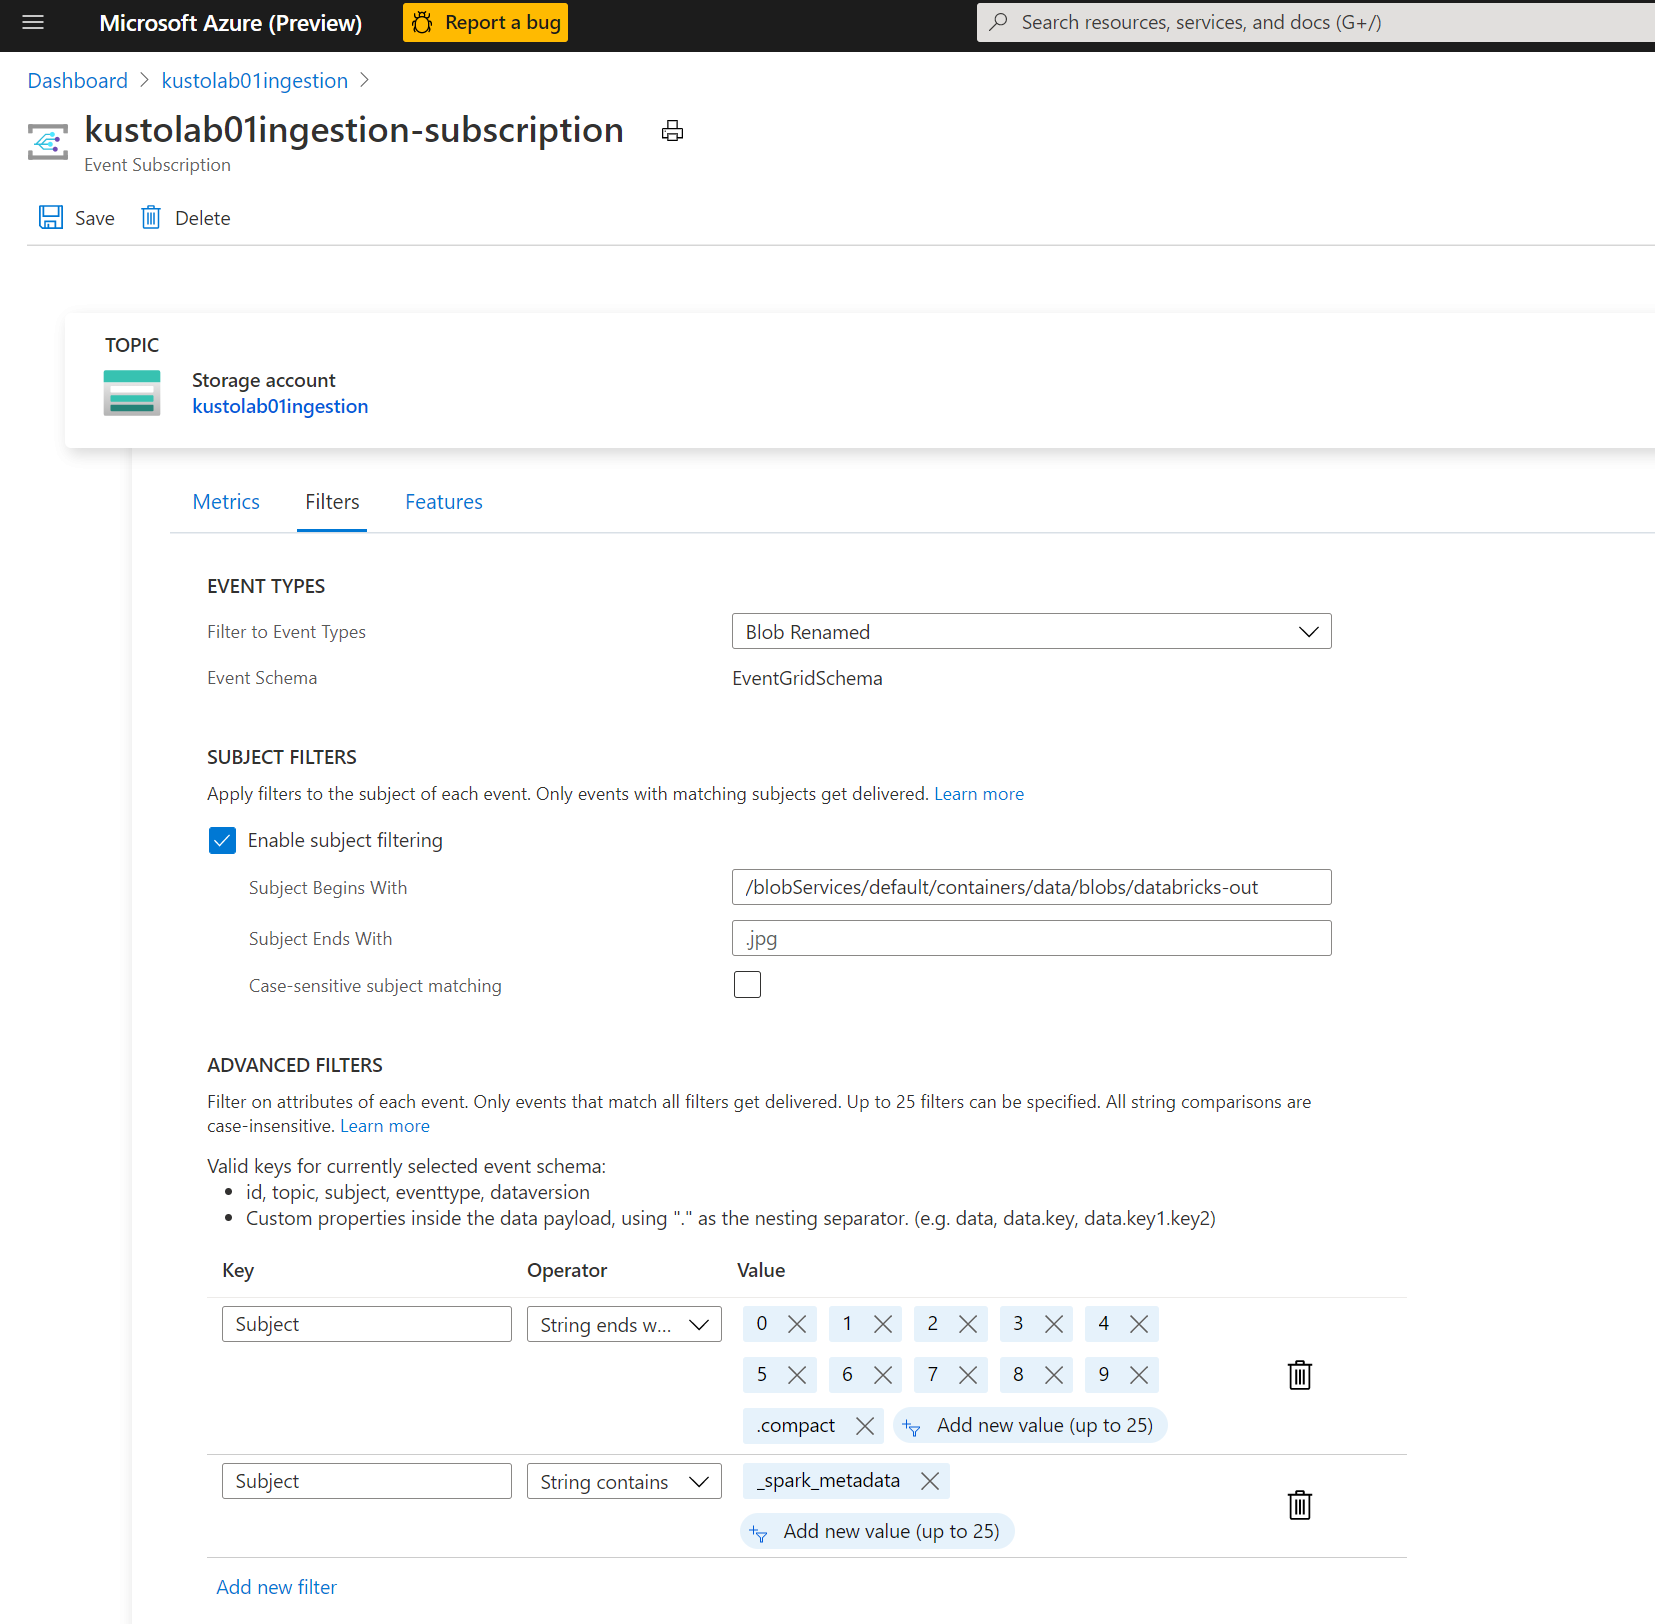 Microsoft Azure (Preview)
Report a bug
Search resources, services, and docs (G+/)
Dashboard > kustolab01ingestion >
kustolab01ingestion-subscription
Event Subscription
Save
Delete
TOPIC
Storage account
kustolab01ingestion
Metrics
Filters
Features
EVENT TYPES
Filter to Event Types
Blob Renamed
Event Schema
EventGridSchema
SUBJECT FILTERS
Apply filters to the subject of each event. Only events with matching subjects get delivered. Learn more
Enable subject filtering
Subject Begins With
/blobServices/default/containers/data/blobs/databricks-out
Subject Ends With
.jpg
Case-sensitive subject matching
ADVANCED FILTERS
Filter on attributes of each event. Only events that match all filters get delivered. Up to 25 filters can be specified. All string comparisons are
case-insensitive. Learn more
Valid keys for currently selected event schema:
• id, topic, subject, eventtype, dataversion
• Custom properties inside the data payload, using "." as the nesting separator. (e.g. data, data.key, data.key1.key2)
Key
Operator
Value
Subject
String ends w...
0 1 2 3 4
5 6 7 8 9
.compact
Add new value (up to 25)
Subject
String contains
_spark_metadata
Add new value (up to 25)
Add new filter